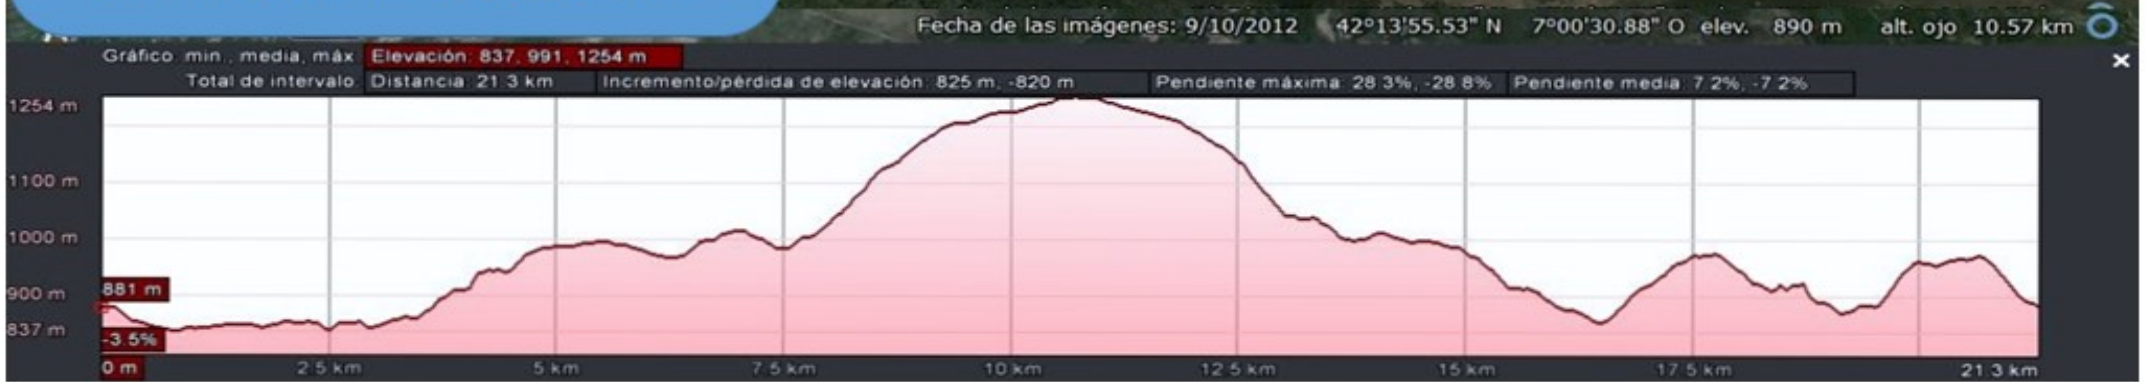 Fecha de las imágenes: 9/10/2012 42°13'55.53" N 7°00'30.88" O elev. 890 m alt. ojo 10.57 km
Gráfico min., media, máx Elevación: 837, 991, 1254 m
Total de intervalo Distancia 21 3 km Incremento/pérdida de elevación: 825 m, -820 m Pendiente máxima 28 3%, -28 8% Pendiente media 7 2%, -7 2%
1254 m
1100 m
1000 m
900 m
837 m
881 m
-3.5%
0 m 2 5 km 5 km 7 5 km 10 km 12 5 km 15 km 17 5 km 21 3 km